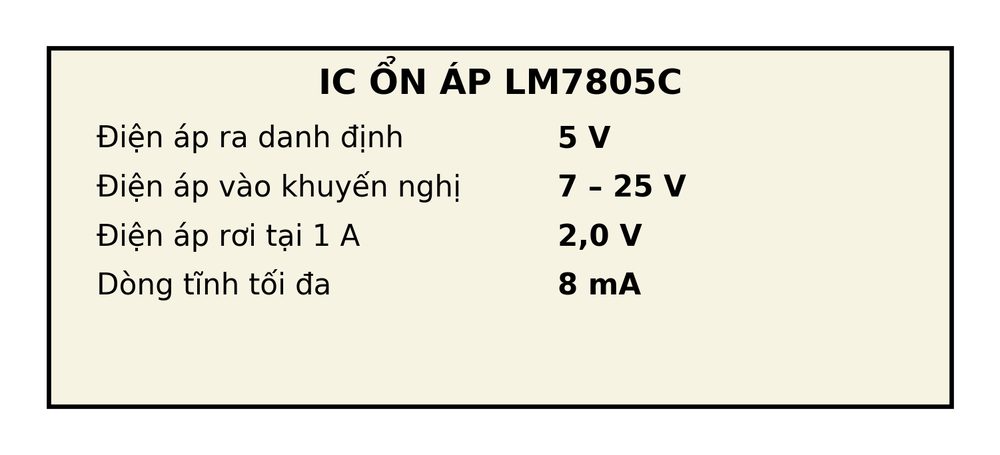 IC ỔN ÁP LM7805C
Điện áp ra danh định 5 V
Điện áp vào khuyến nghị 7 – 25 V
Điện áp rơi tại 1 A 2,0 V
Dòng tĩnh tối đa 8 mA